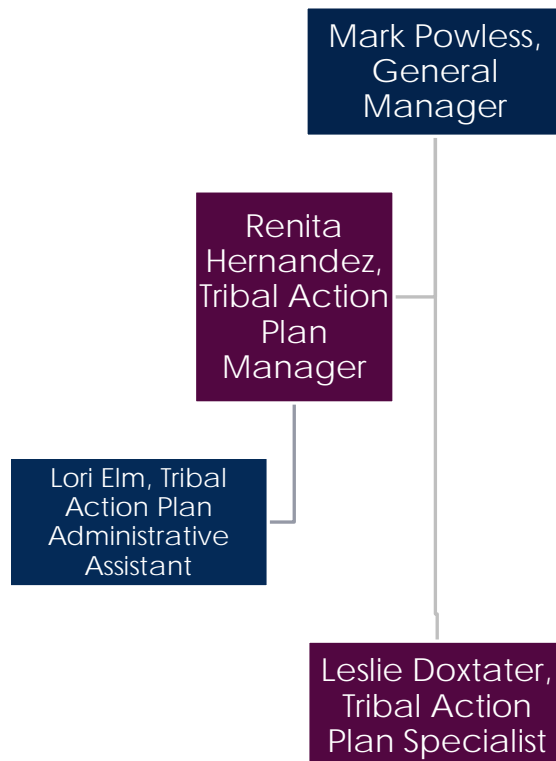 Mark Powless,
General
Manager
Renita
Hernandez,
Tribal Action
Plan
Manager
Lori Elm, Tribal
Action Plan
Administrative
Assistant
Leslie Doxtater,
Tribal Action
Plan Specialist